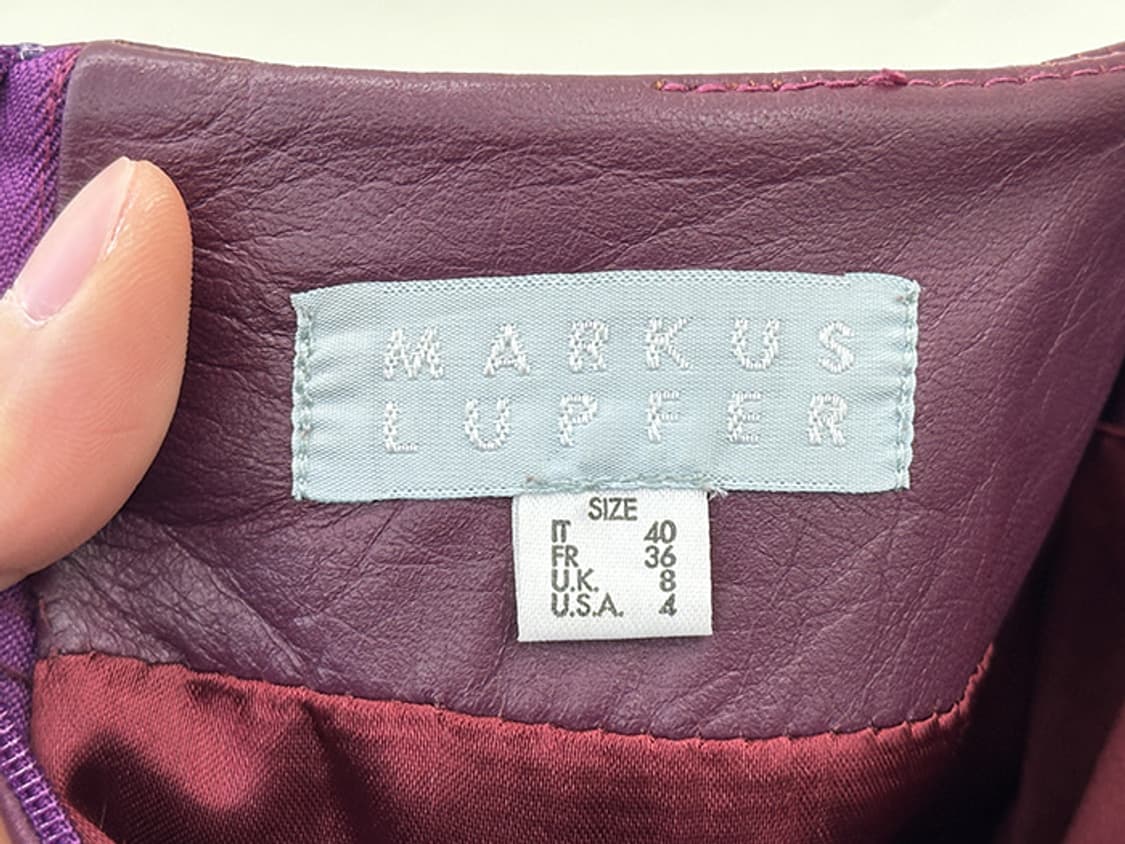 MARKUS
LUPFER
SIZE
IT 40
FR 36
U.K. 8
U.S.A. 4